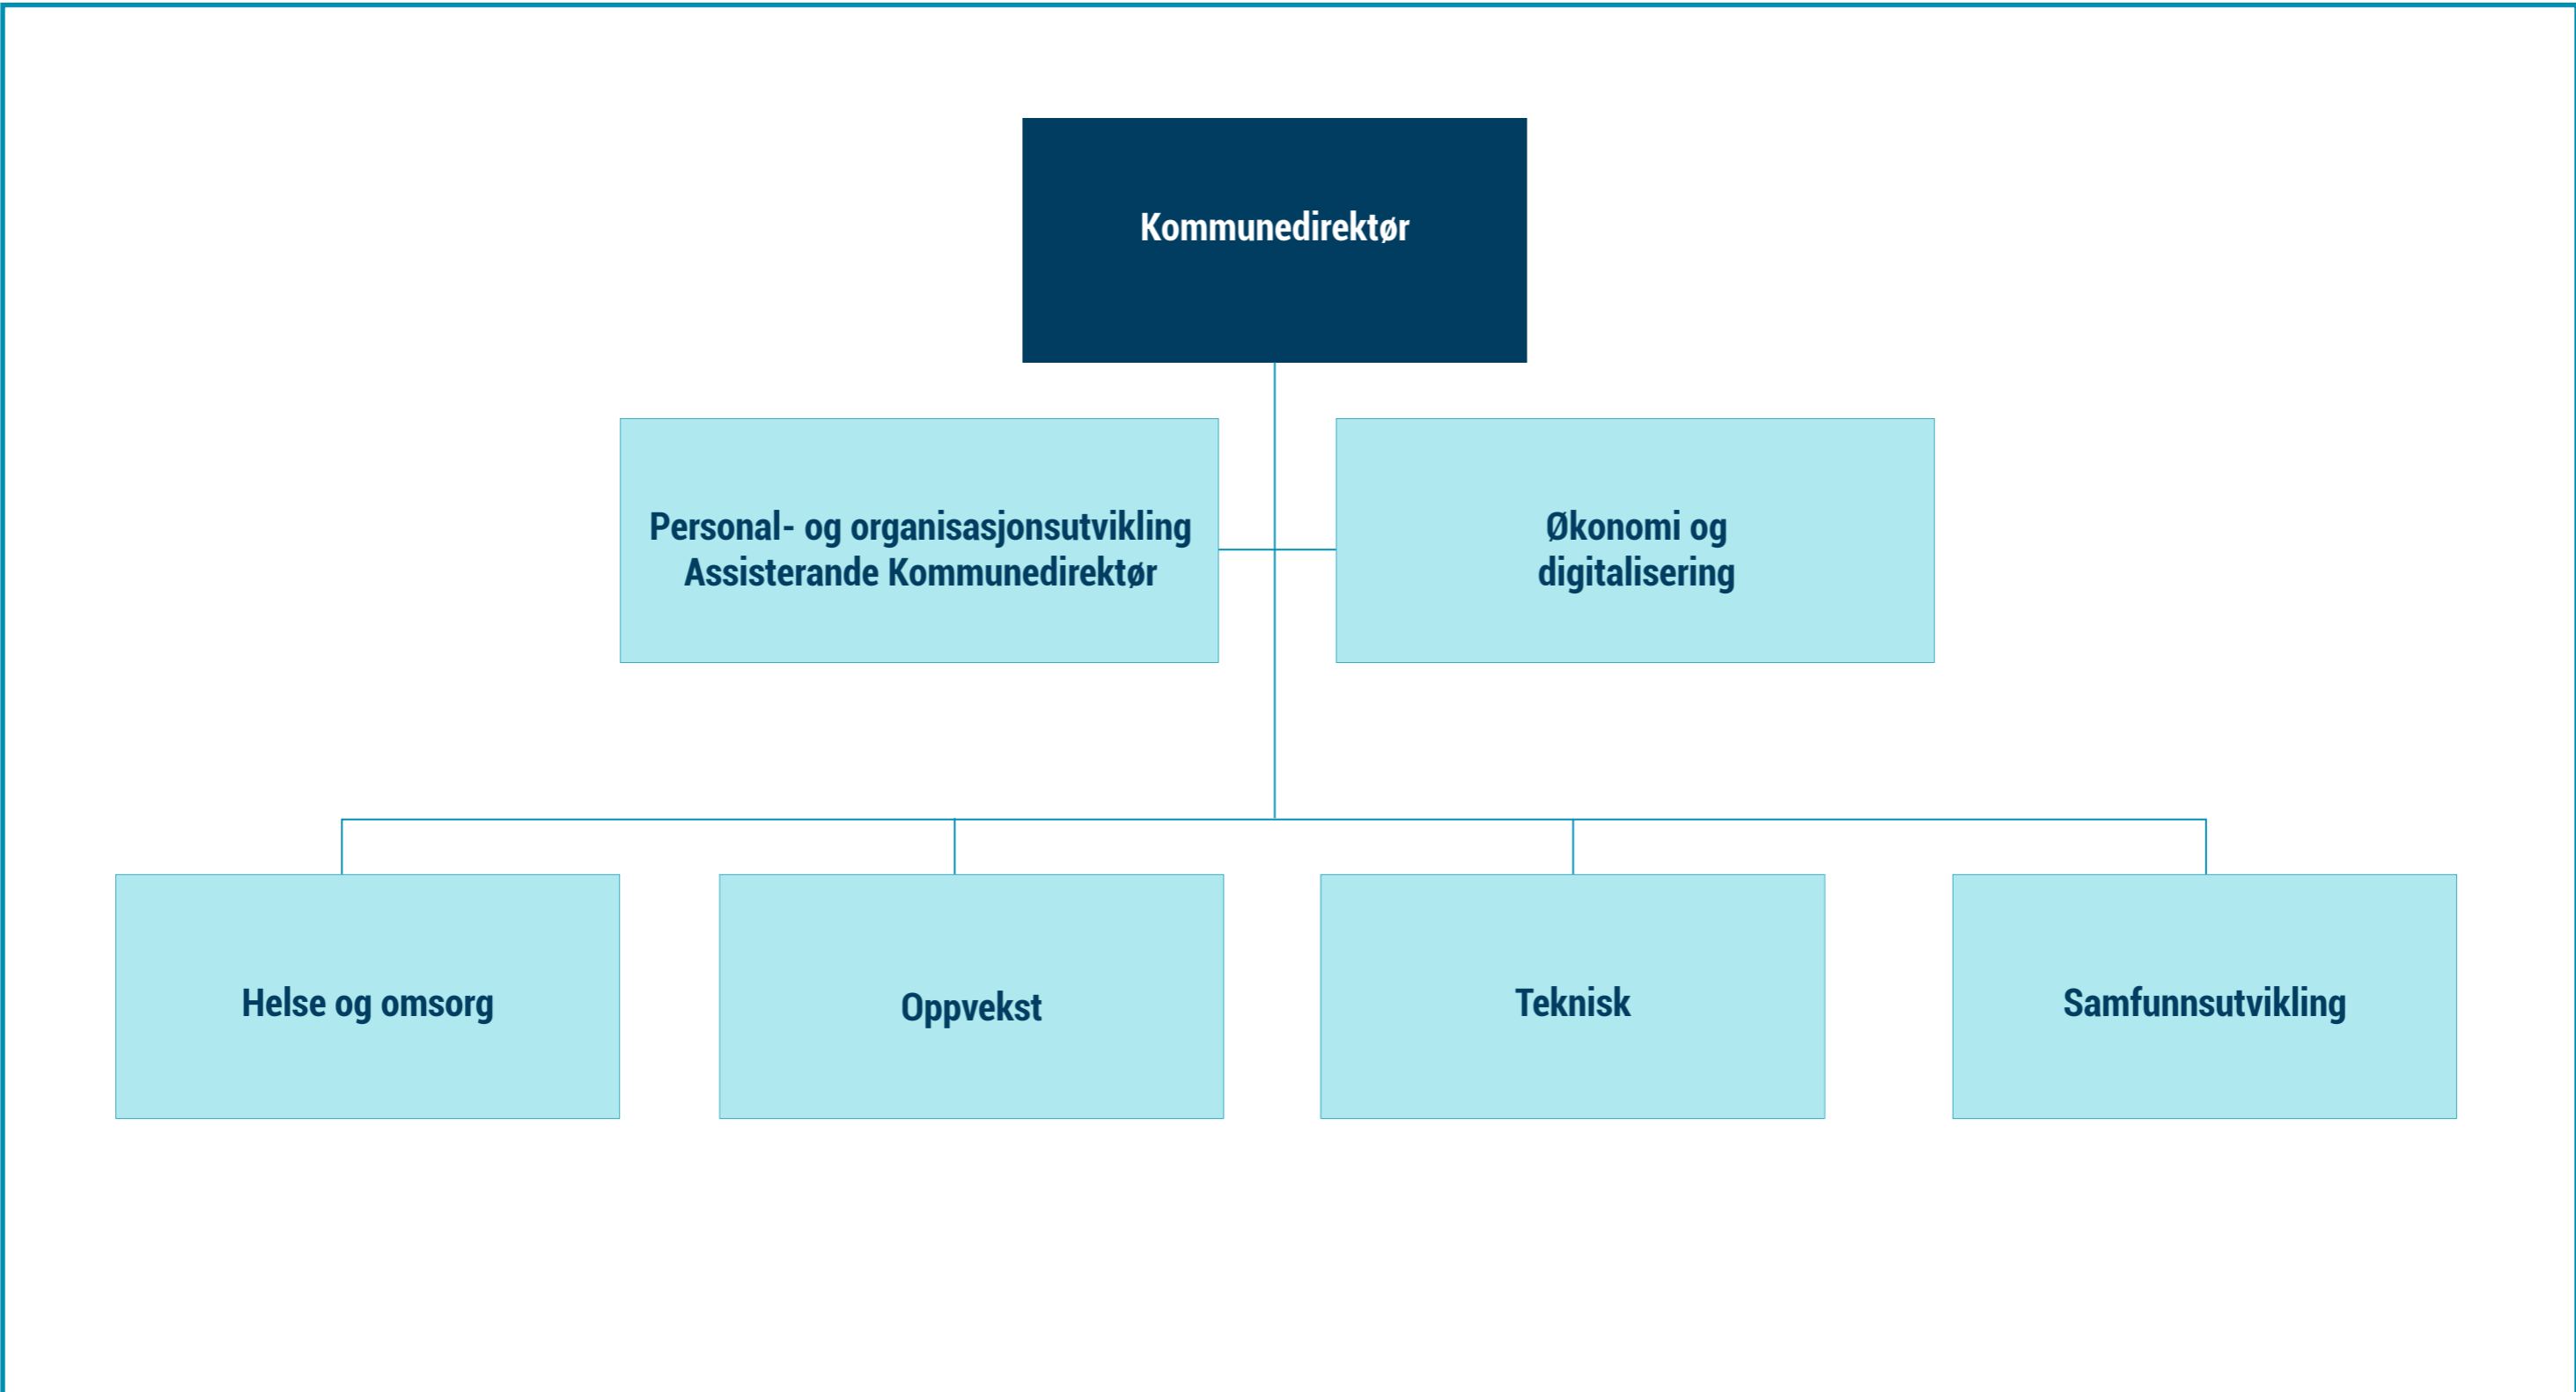 Kommunedirektør
Personal- og organisasjonsutvikling
Assisterande Kommunedirektør
Økonomi og
digitalisering
Helse og omsorg
Oppvekst
Teknisk
Samfunnsutvikling